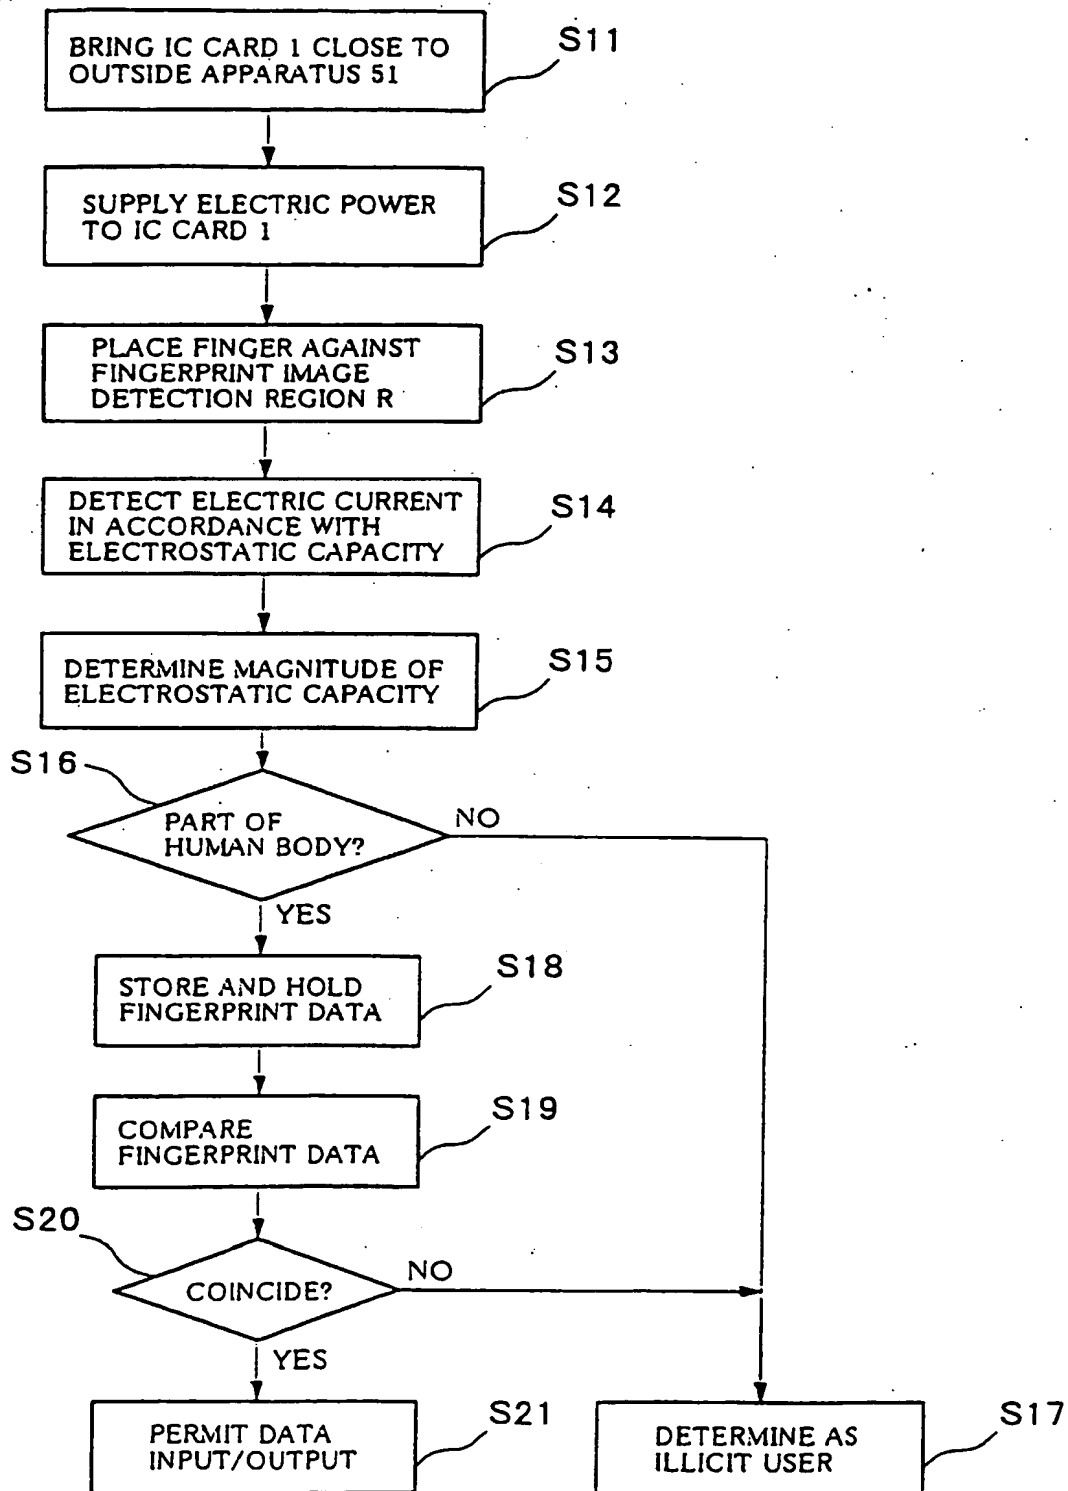 BRING IC CARD 1 CLOSE TO
OUTSIDE APPARATUS 51
S11
SUPPLY ELECTRIC POWER
TO IC CARD 1
S12
PLACE FINGER AGAINST
FINGERPRINT IMAGE
DETECTION REGION R
S13
DETECT ELECTRIC CURRENT
IN ACCORDANCE WITH
ELECTROSTATIC CAPACITY
S14
DETERMINE MAGNITUDE OF
ELECTROSTATIC CAPACITY
S15
S16
PART OF
HUMAN BODY?
NO
YES
STORE AND HOLD
FINGERPRINT DATA
S18
COMPARE
FINGERPRINT DATA
S19
S20
COINCIDE?
NO
YES
PERMIT DATA
INPUT/OUTPUT
S21
DETERMINE AS
ILLICIT USER
S17